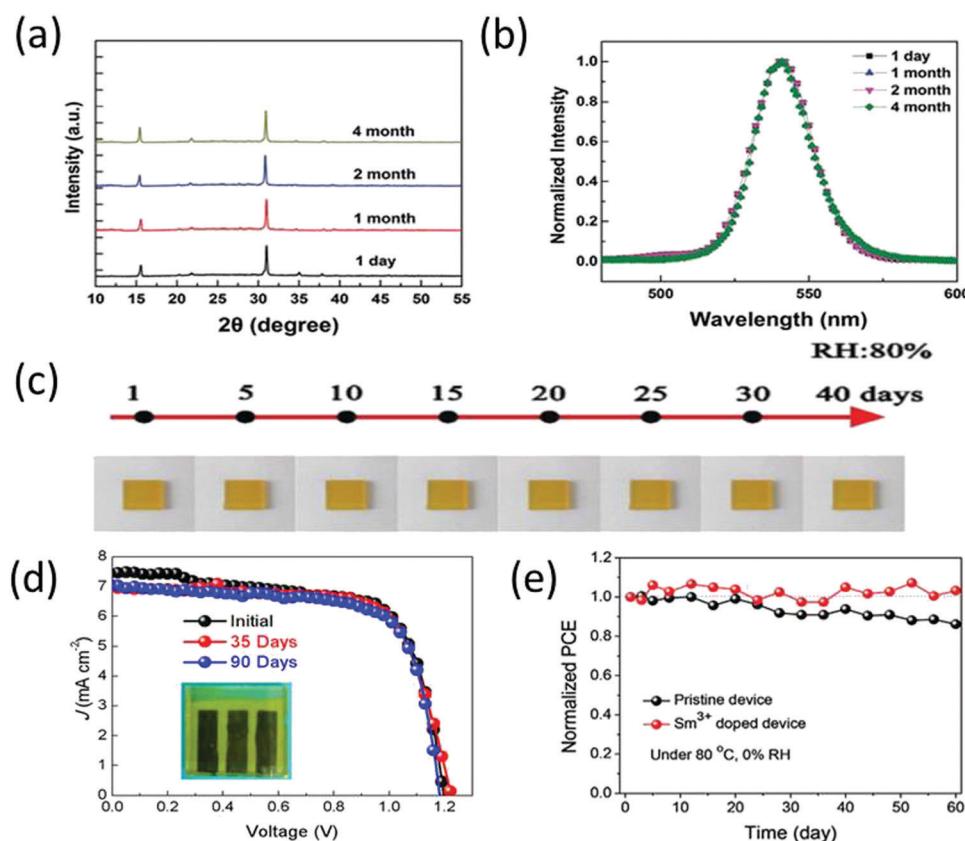 (a)
Intensity (a.u.)
4 month
2 month
1 month
1 day
10 15 20 25 30 35 40 45 50 55
2θ (degree)
(b)
Normalized Intensity
1.0
0.8
0.6
0.4
0.2
0.0
1 day
1 month
2 month
4 month
500 550 600
Wavelength (nm)
(c)
RH:80%
1 5 10 15 20 25 30 40 days
(d)
J (mA cm-2)
8
7
6
5
4
3
2
1
0
Initial
35 Days
90 Days
0.0 0.2 0.4 0.6 0.8 1.0 1.2
Voltage (V)
(e)
Normalized PCE
1.2
1.0
0.8
0.6
0.4
0.2
0.0
Pristine device
Sm3+ doped device
Under 80 °C, 0% RH
0 10 20 30 40 50 60
Time (day)